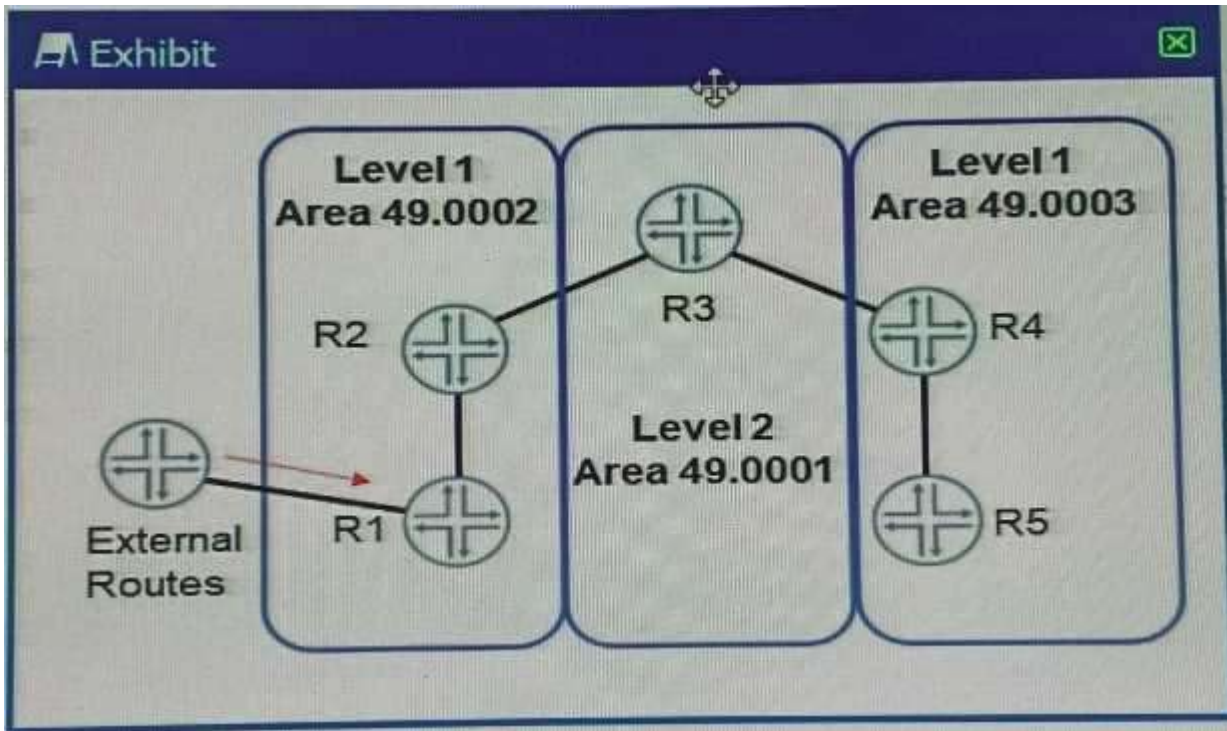 Exhibit
Level 1
Area 49.0002
Level 1
Area 49.0003
R3
R2
R4
Level 2
Area 49.0001
R1
R5
External
Routes